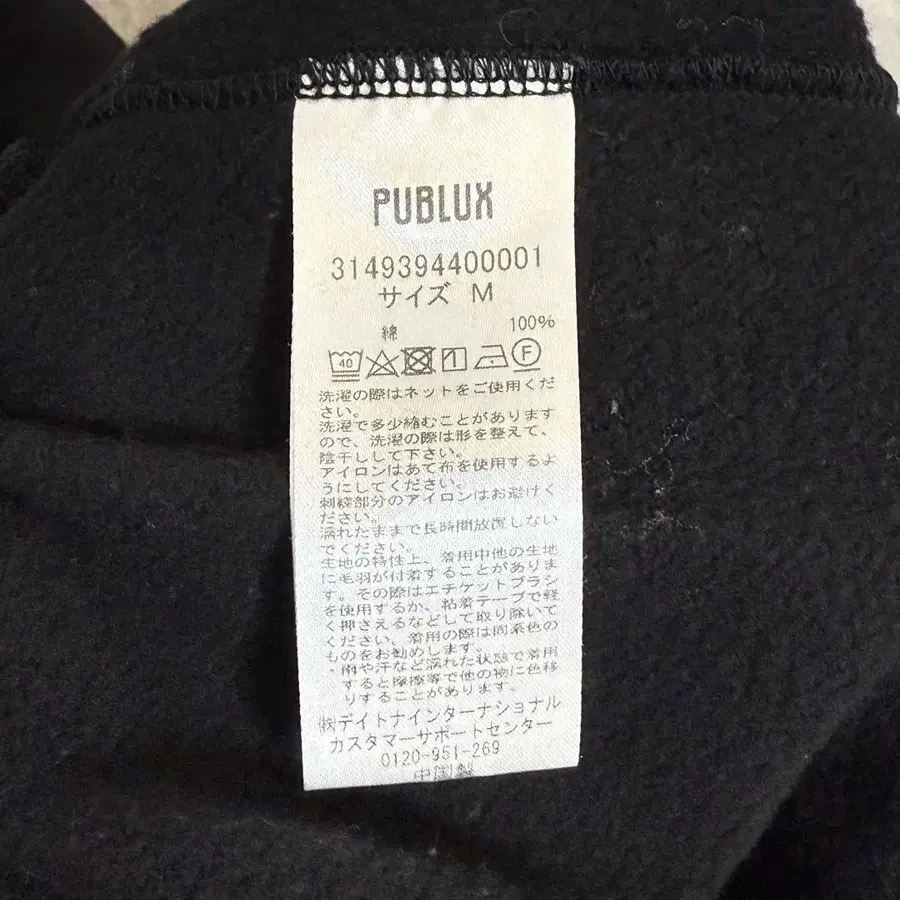 PUBLUX
3149394400001
サイズ M
綿 100%
40 F
洗濯の際はネットをご使用くだ
さい。
洗濯で多少縮むことがあります
ので、洗濯の際は形を整えて、
陰干しして下さい。
アイロンはあて布を使用するよ
うにしてください。
刺繍部分のアイロンはお避けく
ださい。
濡れたままで長時間放置しない
でください。
生地の特性上、着用中他の生地
に毛羽が付着することがありま
す。その際はエチケットブラシ
を使用するか、粘着テープで軽
く押さえるなどして取り除いて
ください。着用の際は同系色の
ものをお勧めします。
・雨や汗など濡れた状態で着用
すると摩擦等で他の物に色移
りすることがあります。
㈱デイトナインターナショナル
カスタマーサポートセンター
0120-951-269
中国製